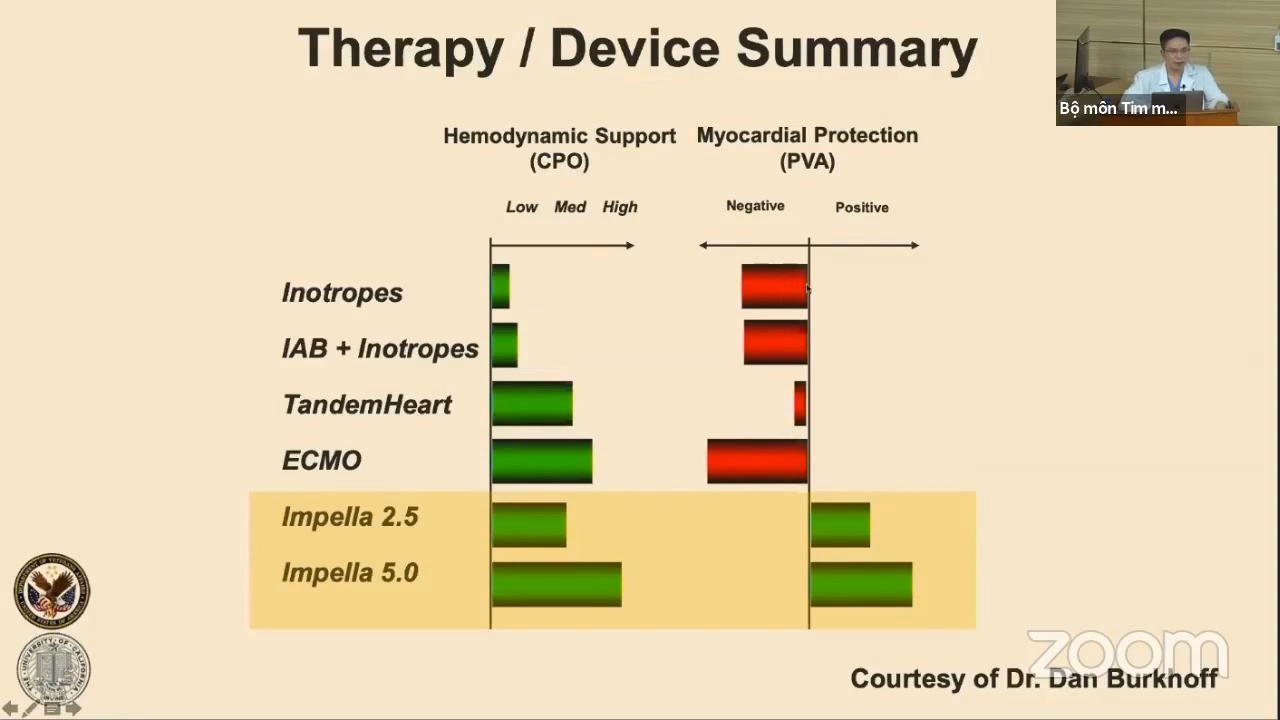 Therapy / Device Summary
Bộ môn Tim m...
Hemodynamic Support
(CPO)
Myocardial Protection
(PVA)
Low Med High
Negative Positive
Inotropes
IAB + Inotropes
TandemHeart
ECMO
Impella 2.5
Impella 5.0
zoom
Courtesy of Dr. Dan Burkhoff